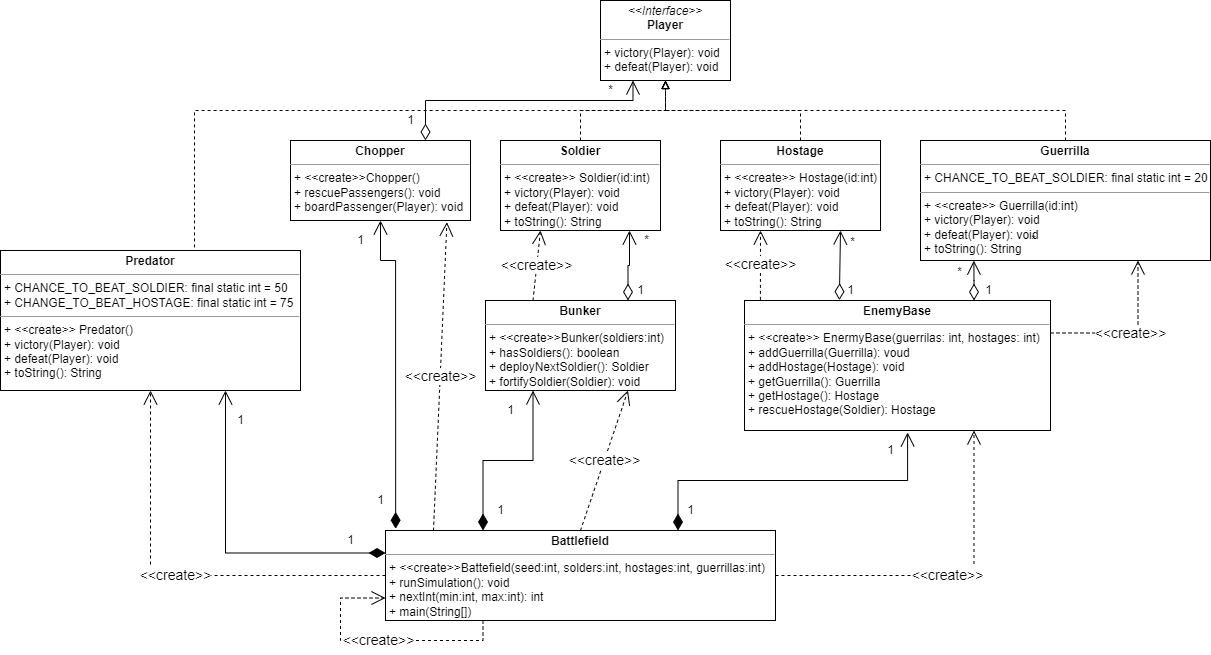 <<Interface>>
Player
+ victory(Player): void
+ defeat(Player): void
*
1
Chopper
+ <<create>>Chopper()
+ rescuePassengers(): void
+ boardPassenger(Player): void
Soldier
+ <<create>> Soldier(id:int)
+ victory(Player): void
+ defeat(Player): void
+ toString(): String
Hostage
+ <<create>> Hostage(id:int)
+ victory(Player): void
+ defeat(Player): void
+ toString(): String
Guerrilla
+ CHANCE_TO_BEAT_SOLDIER: final static int = 20
+ <<create>> Guerrilla(id:int)
+ victory(Player): void
+ defeat(Player): void
+ toString(): String
1
*
*
*
<<create>>
<<create>>
1
1
1
Predator
+ CHANCE_TO_BEAT_SOLDIER: final static int = 50
+ CHANGE_TO_BEAT_HOSTAGE: final static int = 75
+ <<create>> Predator()
+ victory(Player): void
+ defeat(Player): void
+ toString(): String
Bunker
+ <<create>>Bunker(soldiers:int)
+ hasSoldiers(): boolean
+ deployNextSoldier(): Soldier
+ fortifySoldier(Soldier): void
EnemyBase
+ <<create>> EnermyBase(guerrilas: int, hostages: int)
+ addGuerrilla(Guerrilla): voud
+ addHostage(Hostage): void
+ getGuerrilla(): Guerrilla
+ getHostage(): Hostage
+ rescueHostage(Soldier): Hostage
<<create>>
<<create>>
1
1
1
<<create>>
1
1
1
1
<<create>>
<<create>>
Battlefield
+ <<create>>Battefield(seed:int, solders:int, hostages:int, guerrillas:int)
+ runSimulation(): void
+ nextInt(min:int, max:int): int
+ main(String[])
<<create>>